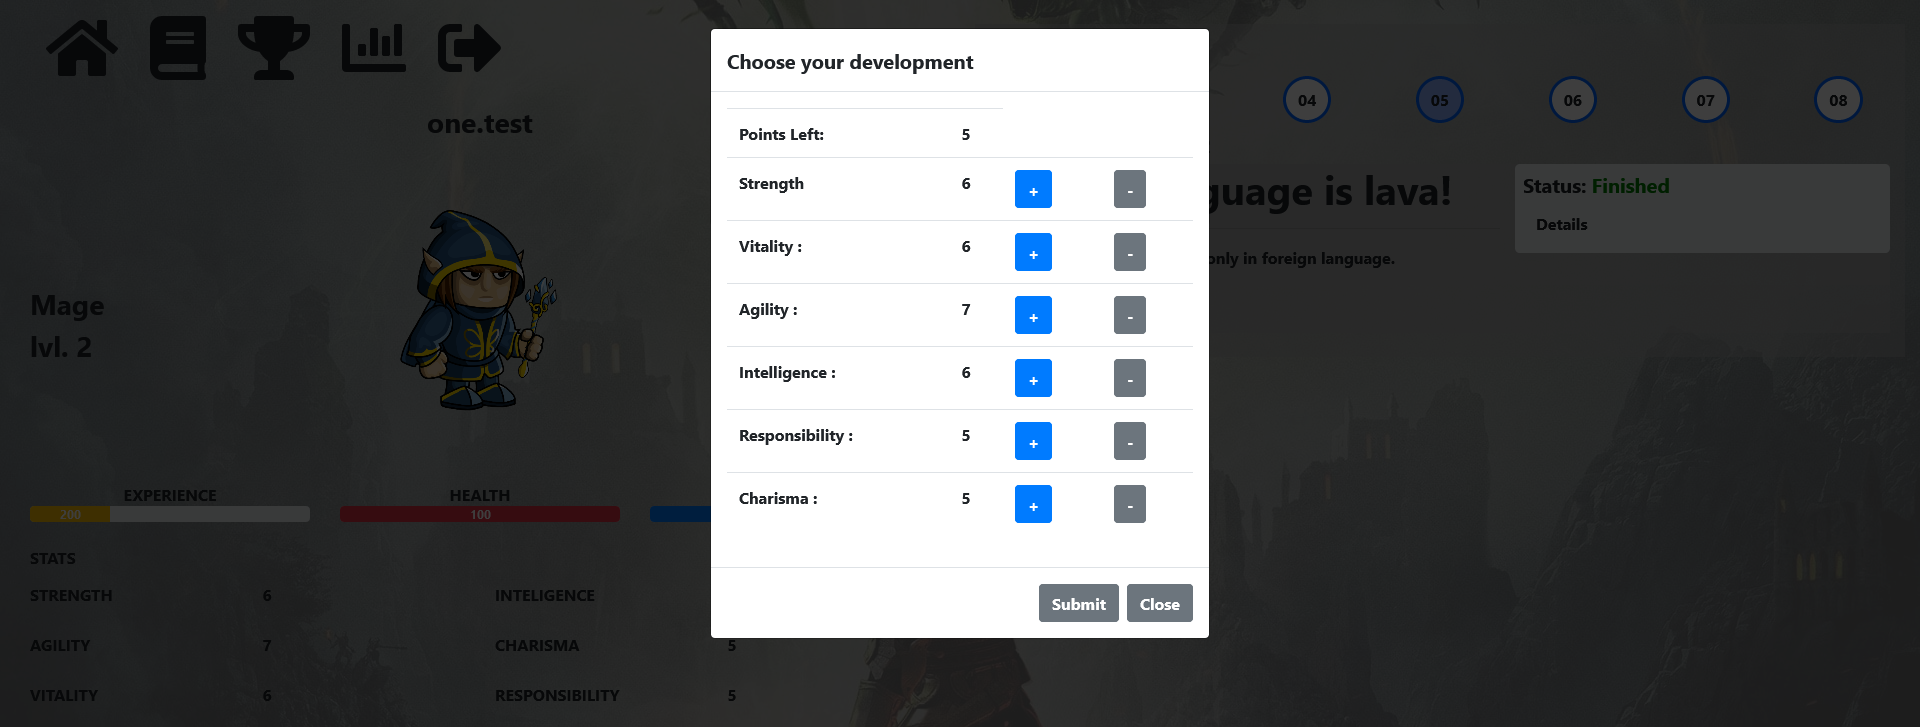 Choose your development
Points Left: 5
Strength 6 + -
Vitality : 6 + -
Agility : 7 + -
Intelligence : 6 + -
Responsibility : 5 + -
Charisma : 5 + -
Submit Close
one.test
Mage
lvl. 2
EXPERIENCE HEALTH
200 100
STATS
STRENGTH 6 INTELIGENCE
AGILITY 7 CHARISMA 5
VITALITY 6 RESPONSIBILITY 5
04 05 06 07 08
guage is lava!
only in foreign language.
Status: Finished
Details